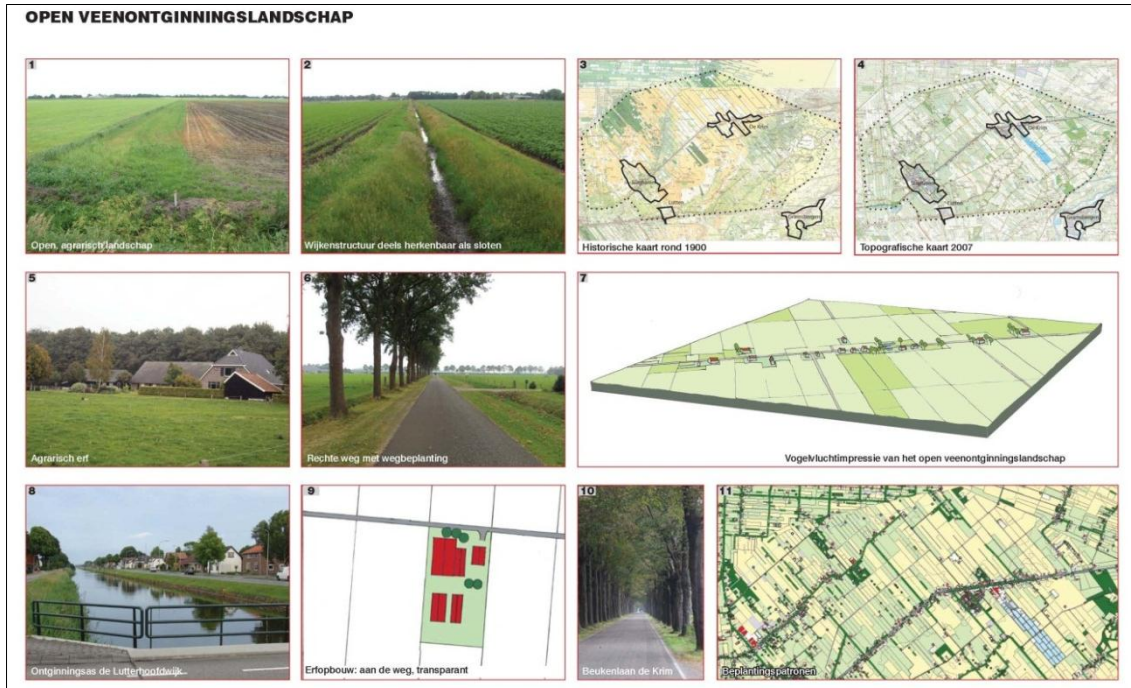 OPEN VEENONTGINNINGSLANDSCHAP
1
Open, agrarisch landschap
2
Wijkenstructuur deels herkenbaar als sloten
3
Historische kaart rond 1900
4
Topografische kaart 2007
5
Agrarisch erf
6
Rechte weg met wegbeplanting
7
Vogelvluchtimpressie van het open veenontginningslandschap
8
Ontginningsas de Lutterhoofdwijk
9
Erfopbouw: aan de weg, transparant
10
Beukenlaan de Krim
11
Beplantingspatronen